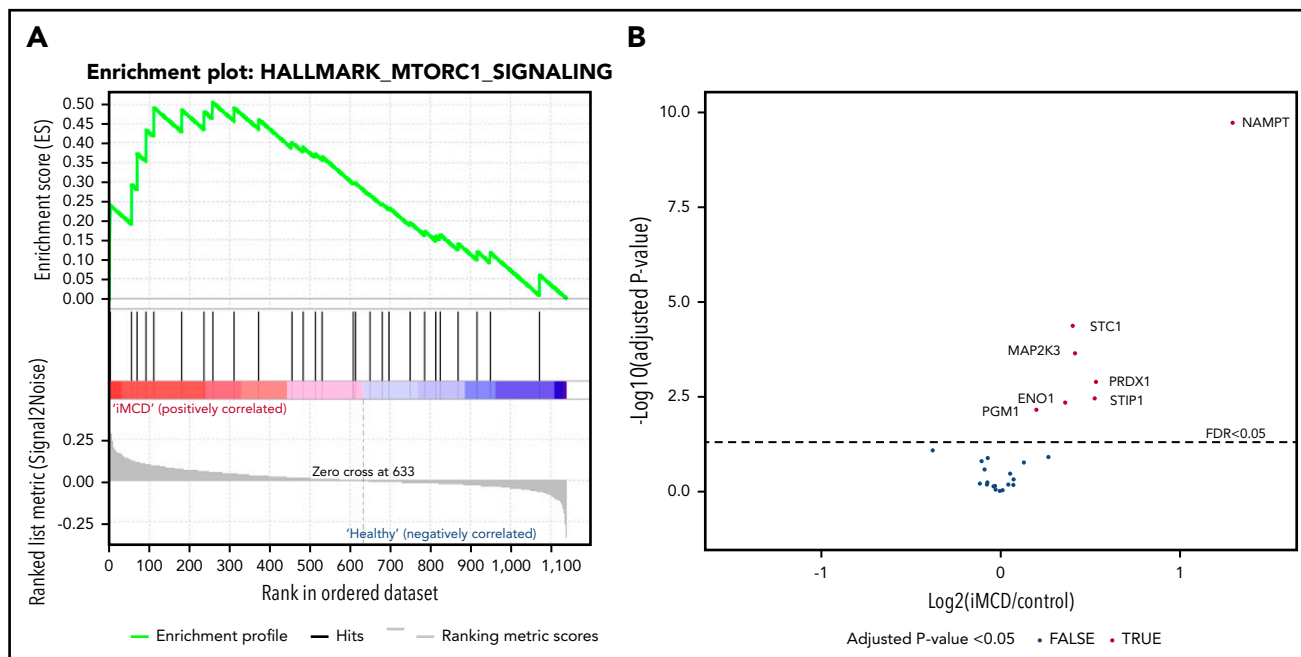 A
Enrichment plot: HALLMARK_MTORC1_SIGNALING
Enrichment score (ES)
0.50
0.45
0.40
0.35
0.30
0.25
0.20
0.15
0.10
0.05
0.00
'iMCD' (positively correlated)
Ranked list metric (Signal2Noise)
0.25
0.00
-0.25
Zero cross at 633
'Healthy' (negatively correlated)
0 100 200 300 400 500 600 700 800 900 1,000 1,100
Rank in ordered dataset
Enrichment profile Hits Ranking metric scores
B
-Log10(adjusted P-value)
10.0
7.5
5.0
2.5
0.0
NAMPT
STC1
MAP2K3
PRDX1
ENO1
STIP1
PGM1
FDR<0.05
-1 0 1
Log2(iMCD/control)
Adjusted P-value <0.05 FALSE TRUE